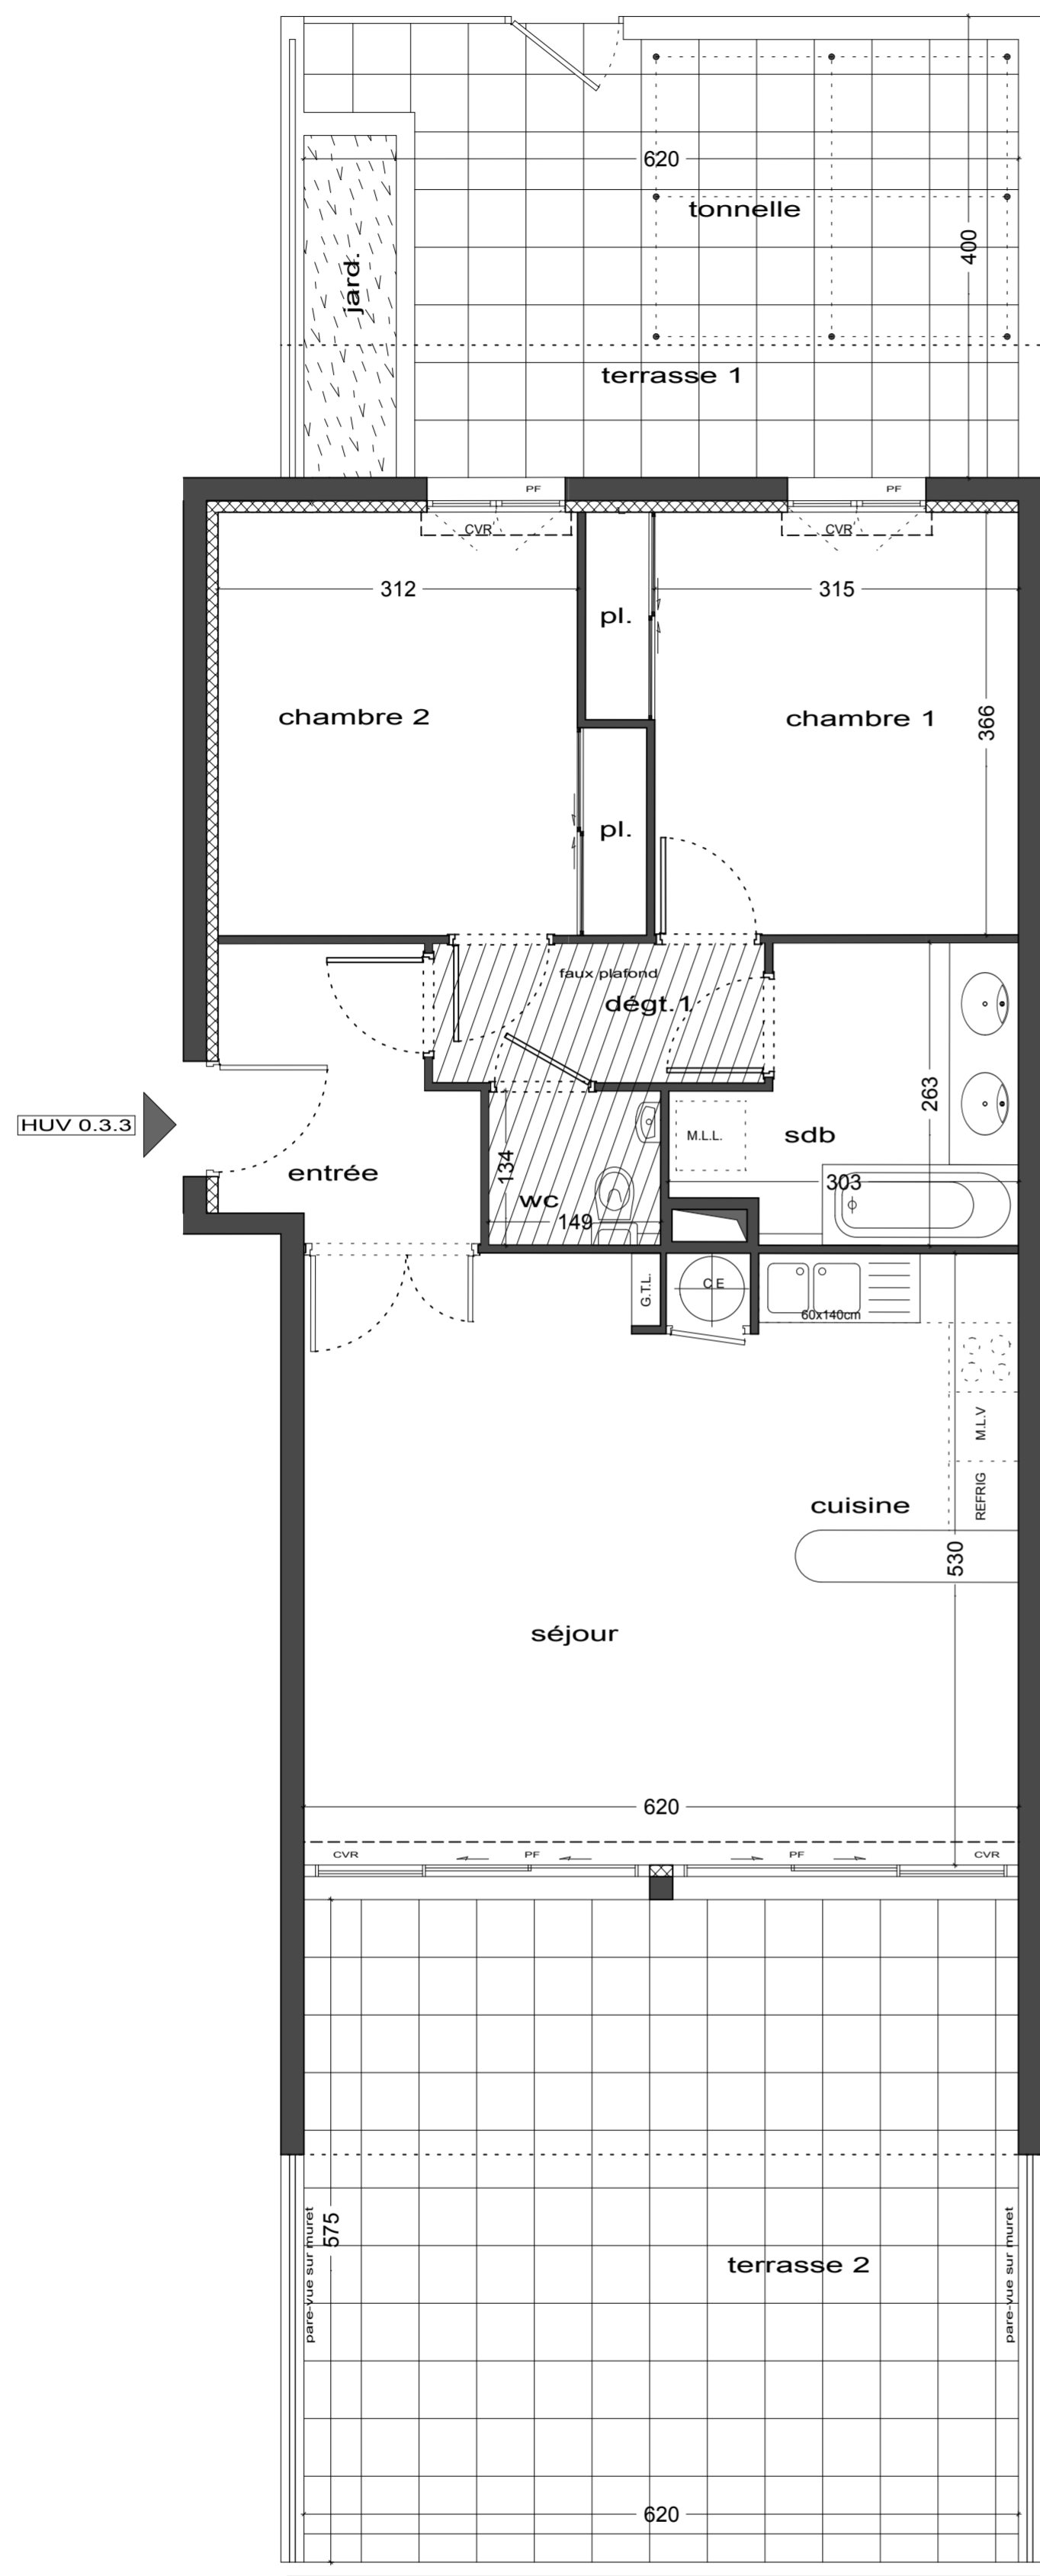 620
tonnelle
400
jard.
terrasse 1
PF
PF
CVR
CVR
312
315
pl.
chambre 2
chambre 1
366
pl.
faux plafond
dégt.1
263
HUV 0.3.3
M.L.L.
sdb
134
entrée
303
wc
149
G.T.L.
C E
60x140cm
M.L.V
REFRIG
cuisine
530
séjour
620
CVR
PF
PF
CVR
575
pare-vue sur muret
pare-vue sur muret
terrasse 2
620